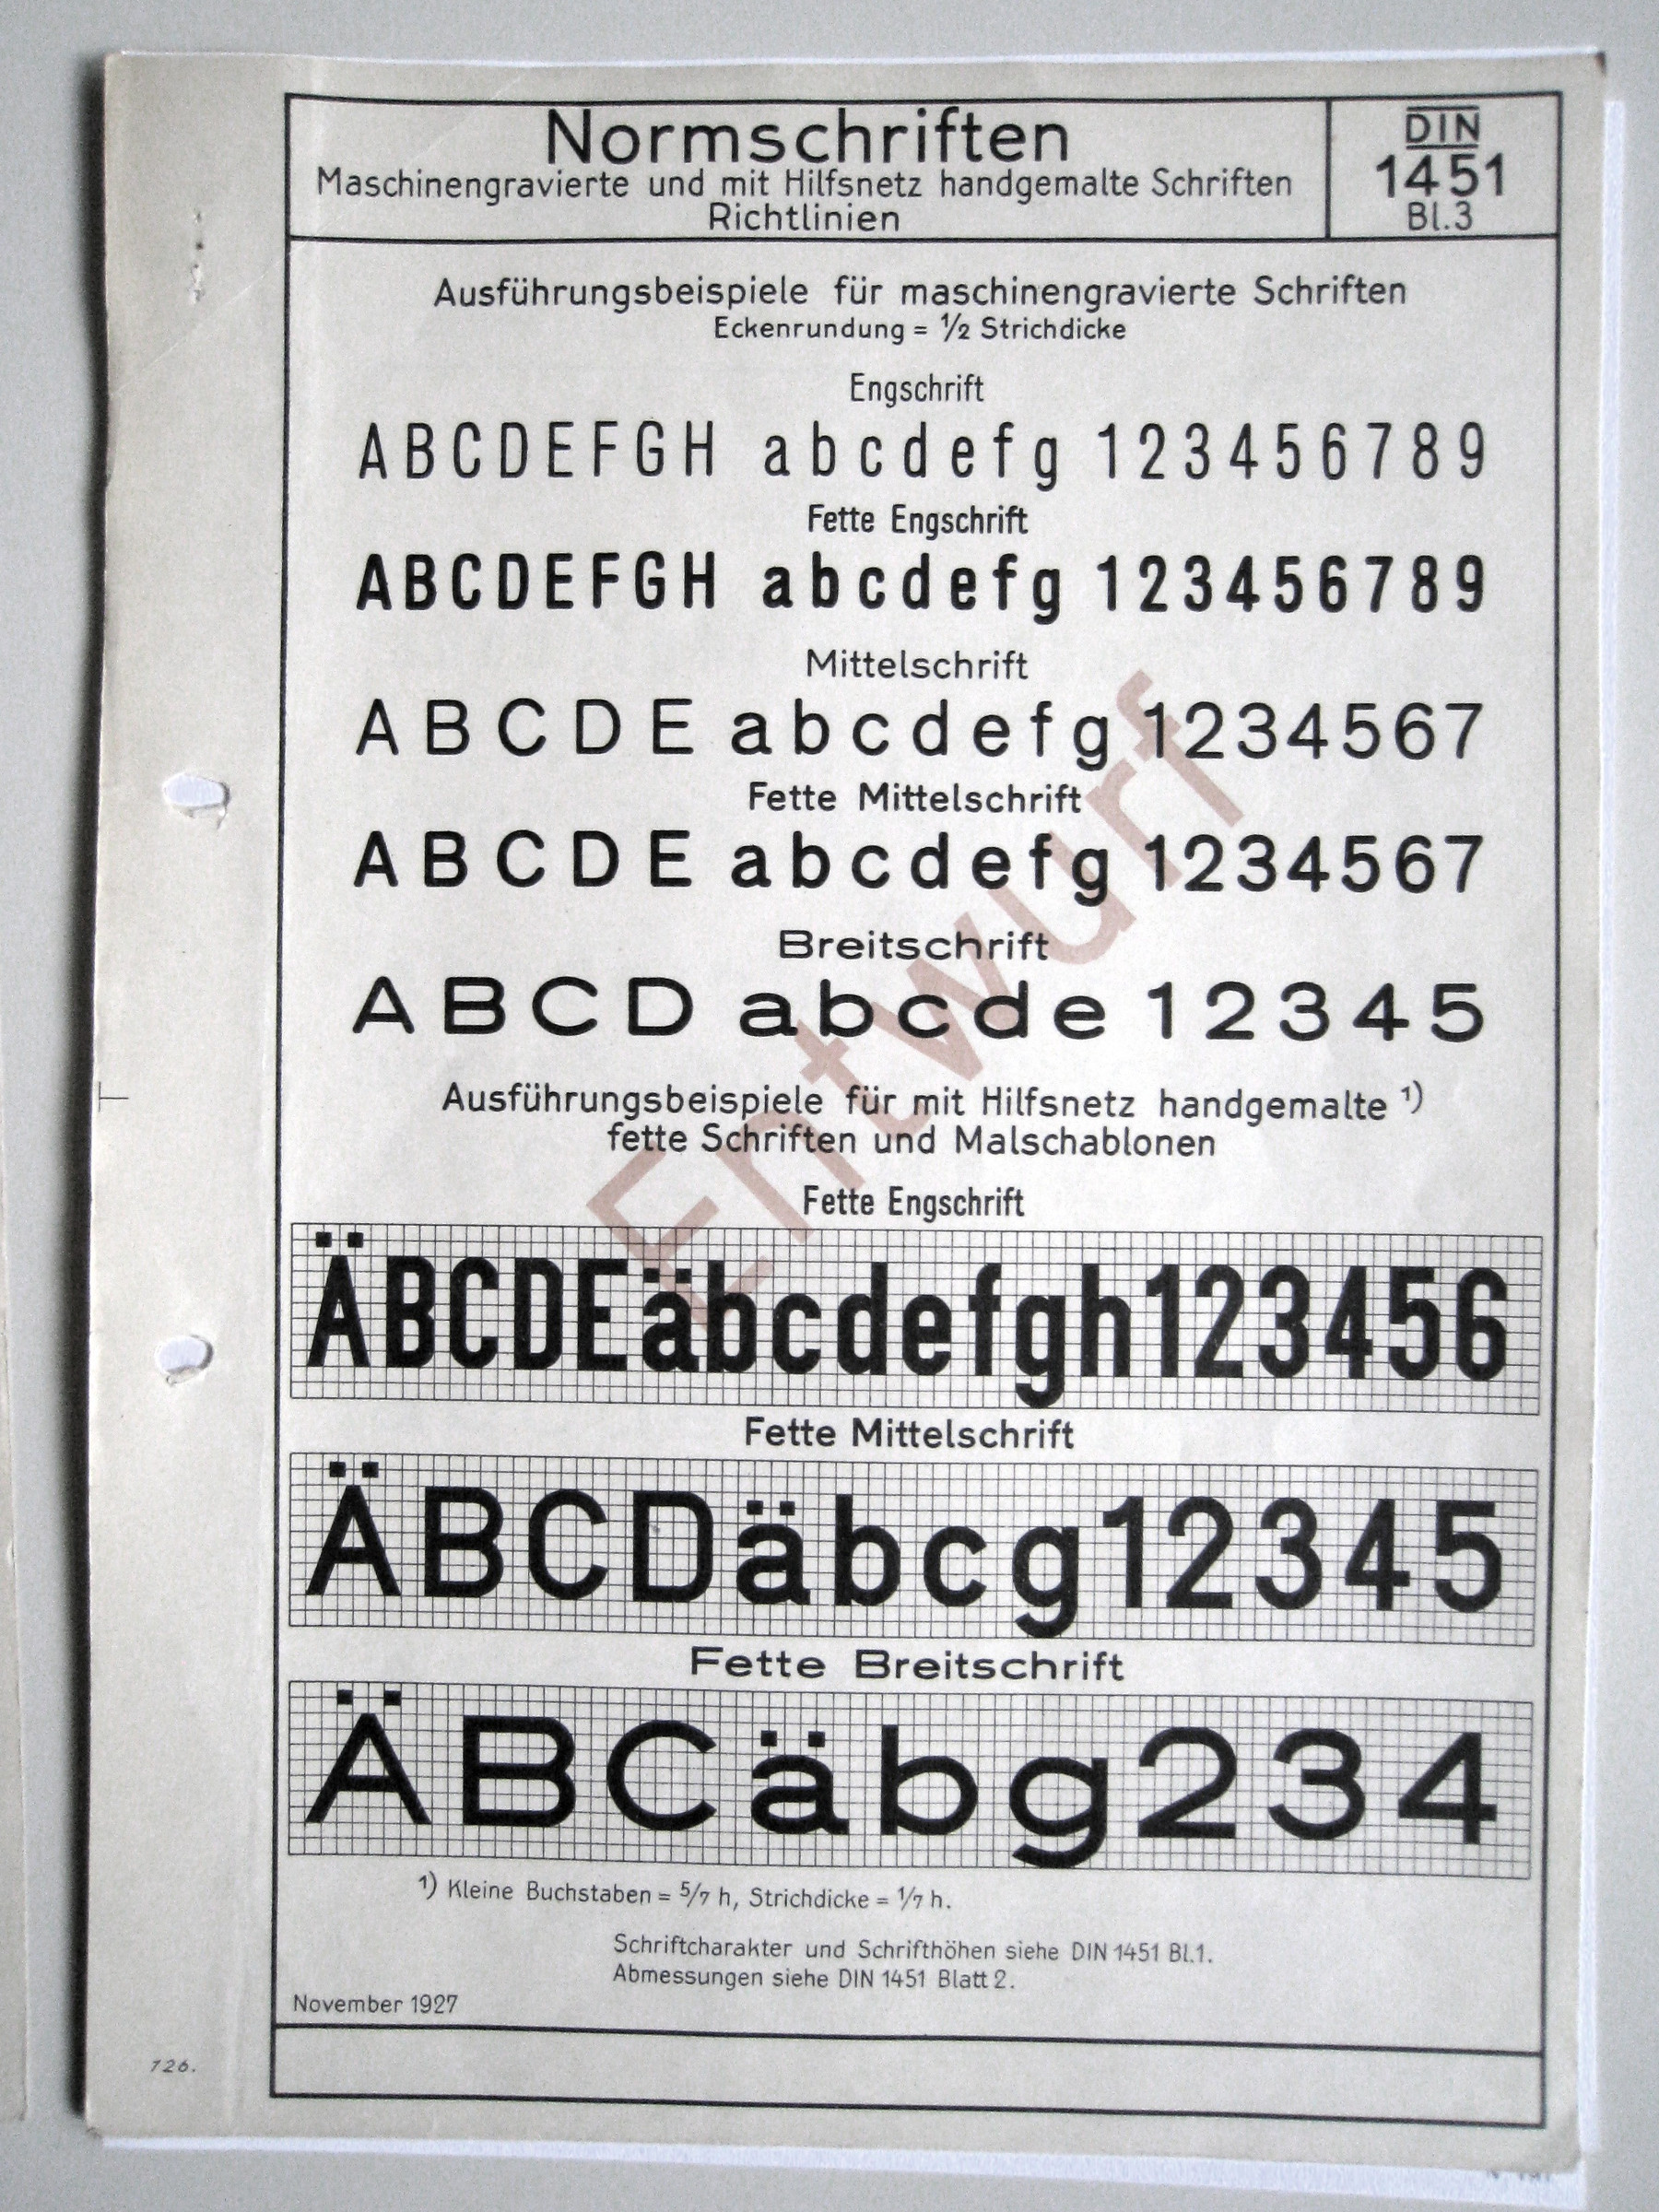 Normschriften
Maschinengravierte und mit Hilfsnetz handgemalte Schriften
Richtlinien
DIN
1451
Bl.3
Ausführungsbeispiele für maschinengravierte Schriften
Eckenrundung = ½ Strichdicke
Engschrift
ABCDEFGH abcdefg 123456789
Fette Engschrift
ABCDEFGH abcdefg 123456789
Mittelschrift
ABCDE abcdefg 1234567
Fette Mittelschrift
ABCDE abcdefg 1234567
Breitschrift
ABCD abcde 12345
Entwurf
Ausführungsbeispiele für mit Hilfsnetz handgemalte ¹)
fette Schriften und Malschablonen
Fette Engschrift
ÄBCDEäbcdefgh123456
Fette Mittelschrift
ÄBCDäbcg12345
Fette Breitschrift
ÄBCäbg234
¹) Kleine Buchstaben = 5/7 h, Strichdicke = 1/7 h.
Schriftcharakter und Schrifthöhen siehe DIN 1451 Bl.1.
Abmessungen siehe DIN 1451 Blatt 2.
November 1927
726.